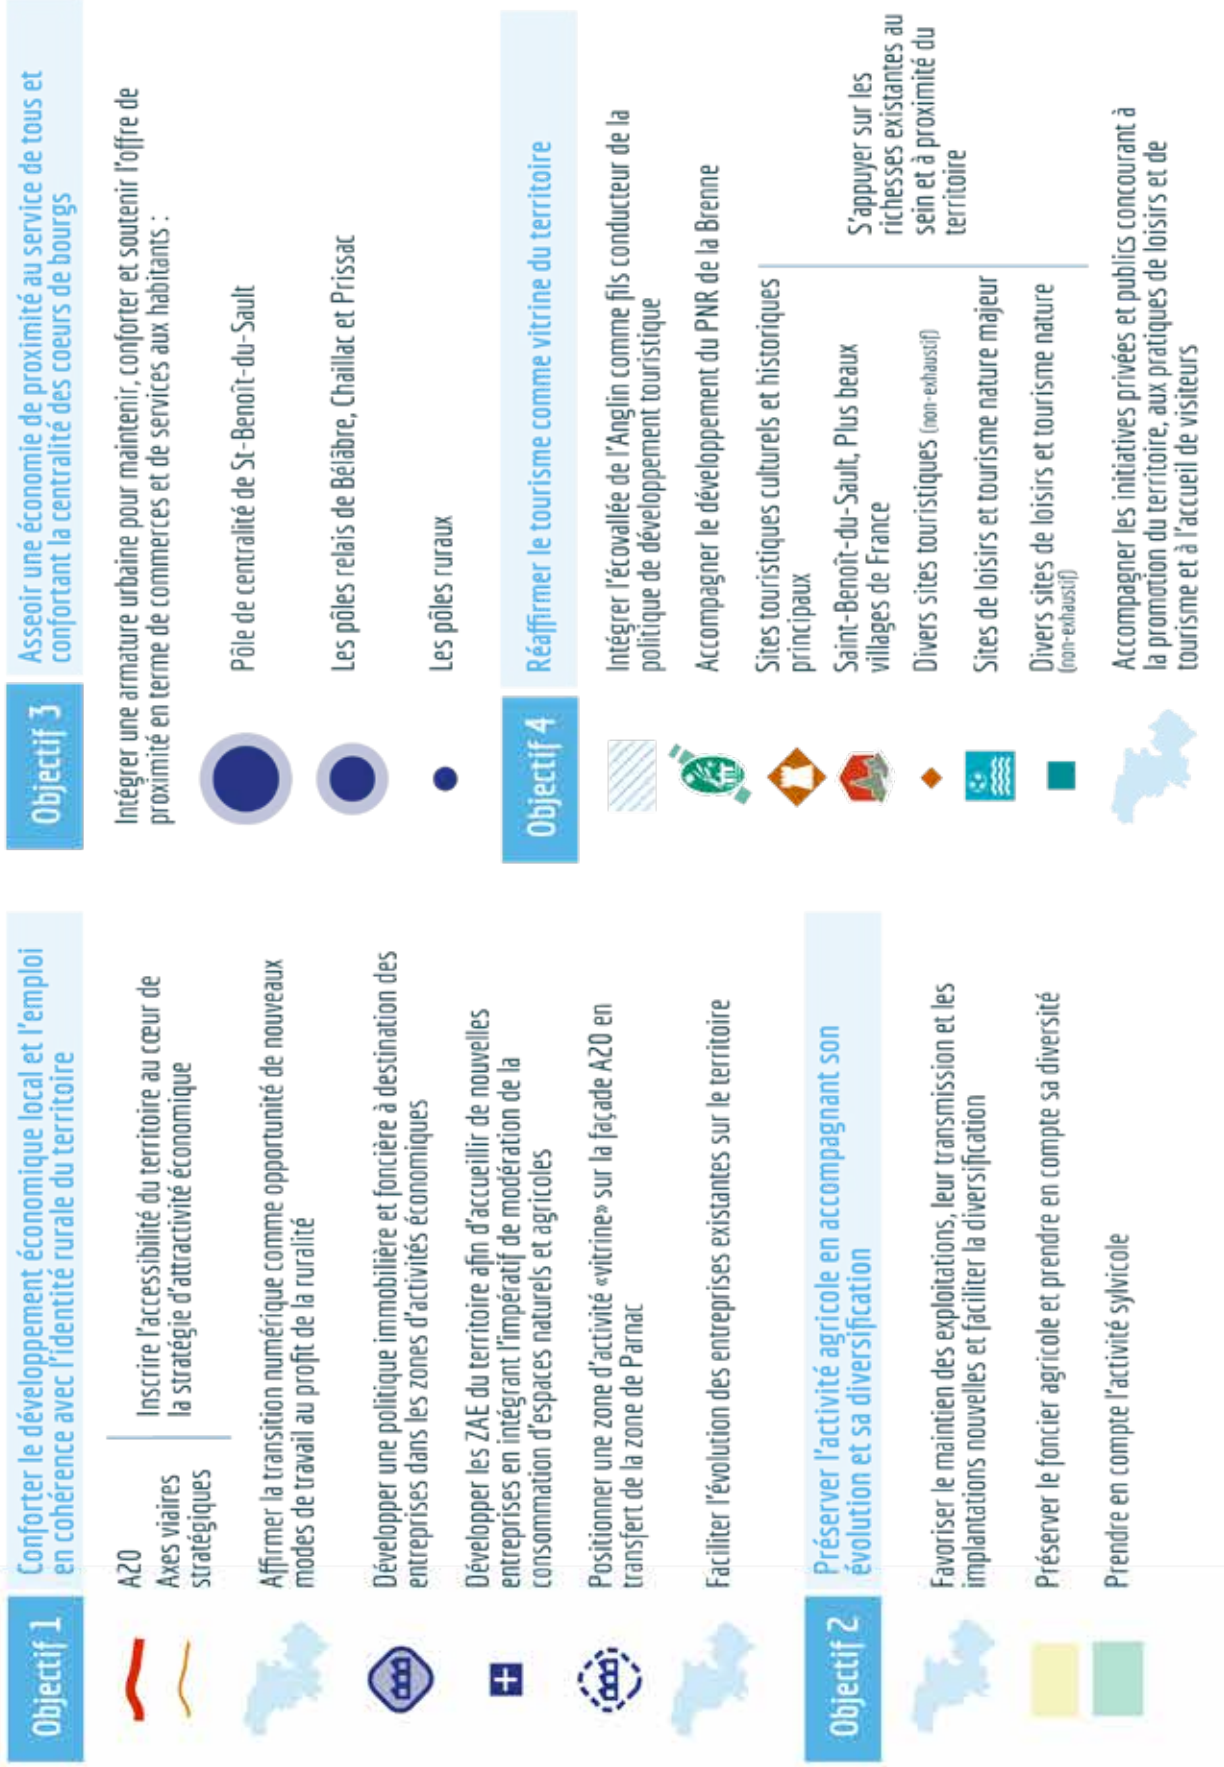 Objectif 1
Conforter le développement économique local et l'emploi
en cohérence avec l'identité rurale du territoire
A20
Axes viaires
stratégiques
Inscrire l'accessibilité du territoire au cœur de
la stratégie d'attractivité économique
Affirmer la transition numérique comme opportunité de nouveaux
modes de travail au profit de la ruralité
Développer une politique immobilière et foncière à destination des
entreprises dans les zones d'activités économiques
Développer les ZAE du territoire afin d'accueillir de nouvelles
entreprises en intégrant l'impératif de modération de la
consommation d'espaces naturels et agricoles
Positionner une zone d'activité «vitrine» sur la façade A20 en
transfert de la zone de Parnac
Faciliter l'évolution des entreprises existantes sur le territoire
Objectif 2
Préserver l'activité agricole en accompagnant son
évolution et sa diversification
Favoriser le maintien des exploitations, leur transmission et les
implantations nouvelles et faciliter la diversification
Préserver le foncier agricole et prendre en compte sa diversité
Prendre en compte l'activité sylvicole
Objectif 3
Asseoir une économie de proximité au service de tous et
confortant la centralité des coeurs de bourgs
Intégrer une armature urbaine pour maintenir, conforter et soutenir l'offre de
proximité en terme de commerces et de services aux habitants :
Pôle de centralité de St-Benoît-du-Sault
Les pôles relais de Bélâbre, Chaillac et Prissac
Les pôles ruraux
Objectif 4
Réaffirmer le tourisme comme vitrine du territoire
Intégrer l'écovallée de l'Anglin comme fils conducteur de la
politique de développement touristique
Accompagner le développement du PNR de la Brenne
Sites touristiques culturels et historiques
principaux
Saint-Benoît-du-Sault, Plus beaux
villages de France
Divers sites touristiques (non-exhaustif)
Sites de loisirs et tourisme nature majeur
Divers sites de loisirs et tourisme nature
(non-exhaustif)
S'appuyer sur les
richesses existantes au
sein et à proximité du
territoire
Accompagner les initiatives privées et publics concourant à
la promotion du territoire, aux pratiques de loisirs et de
tourisme et à l'accueil de visiteurs